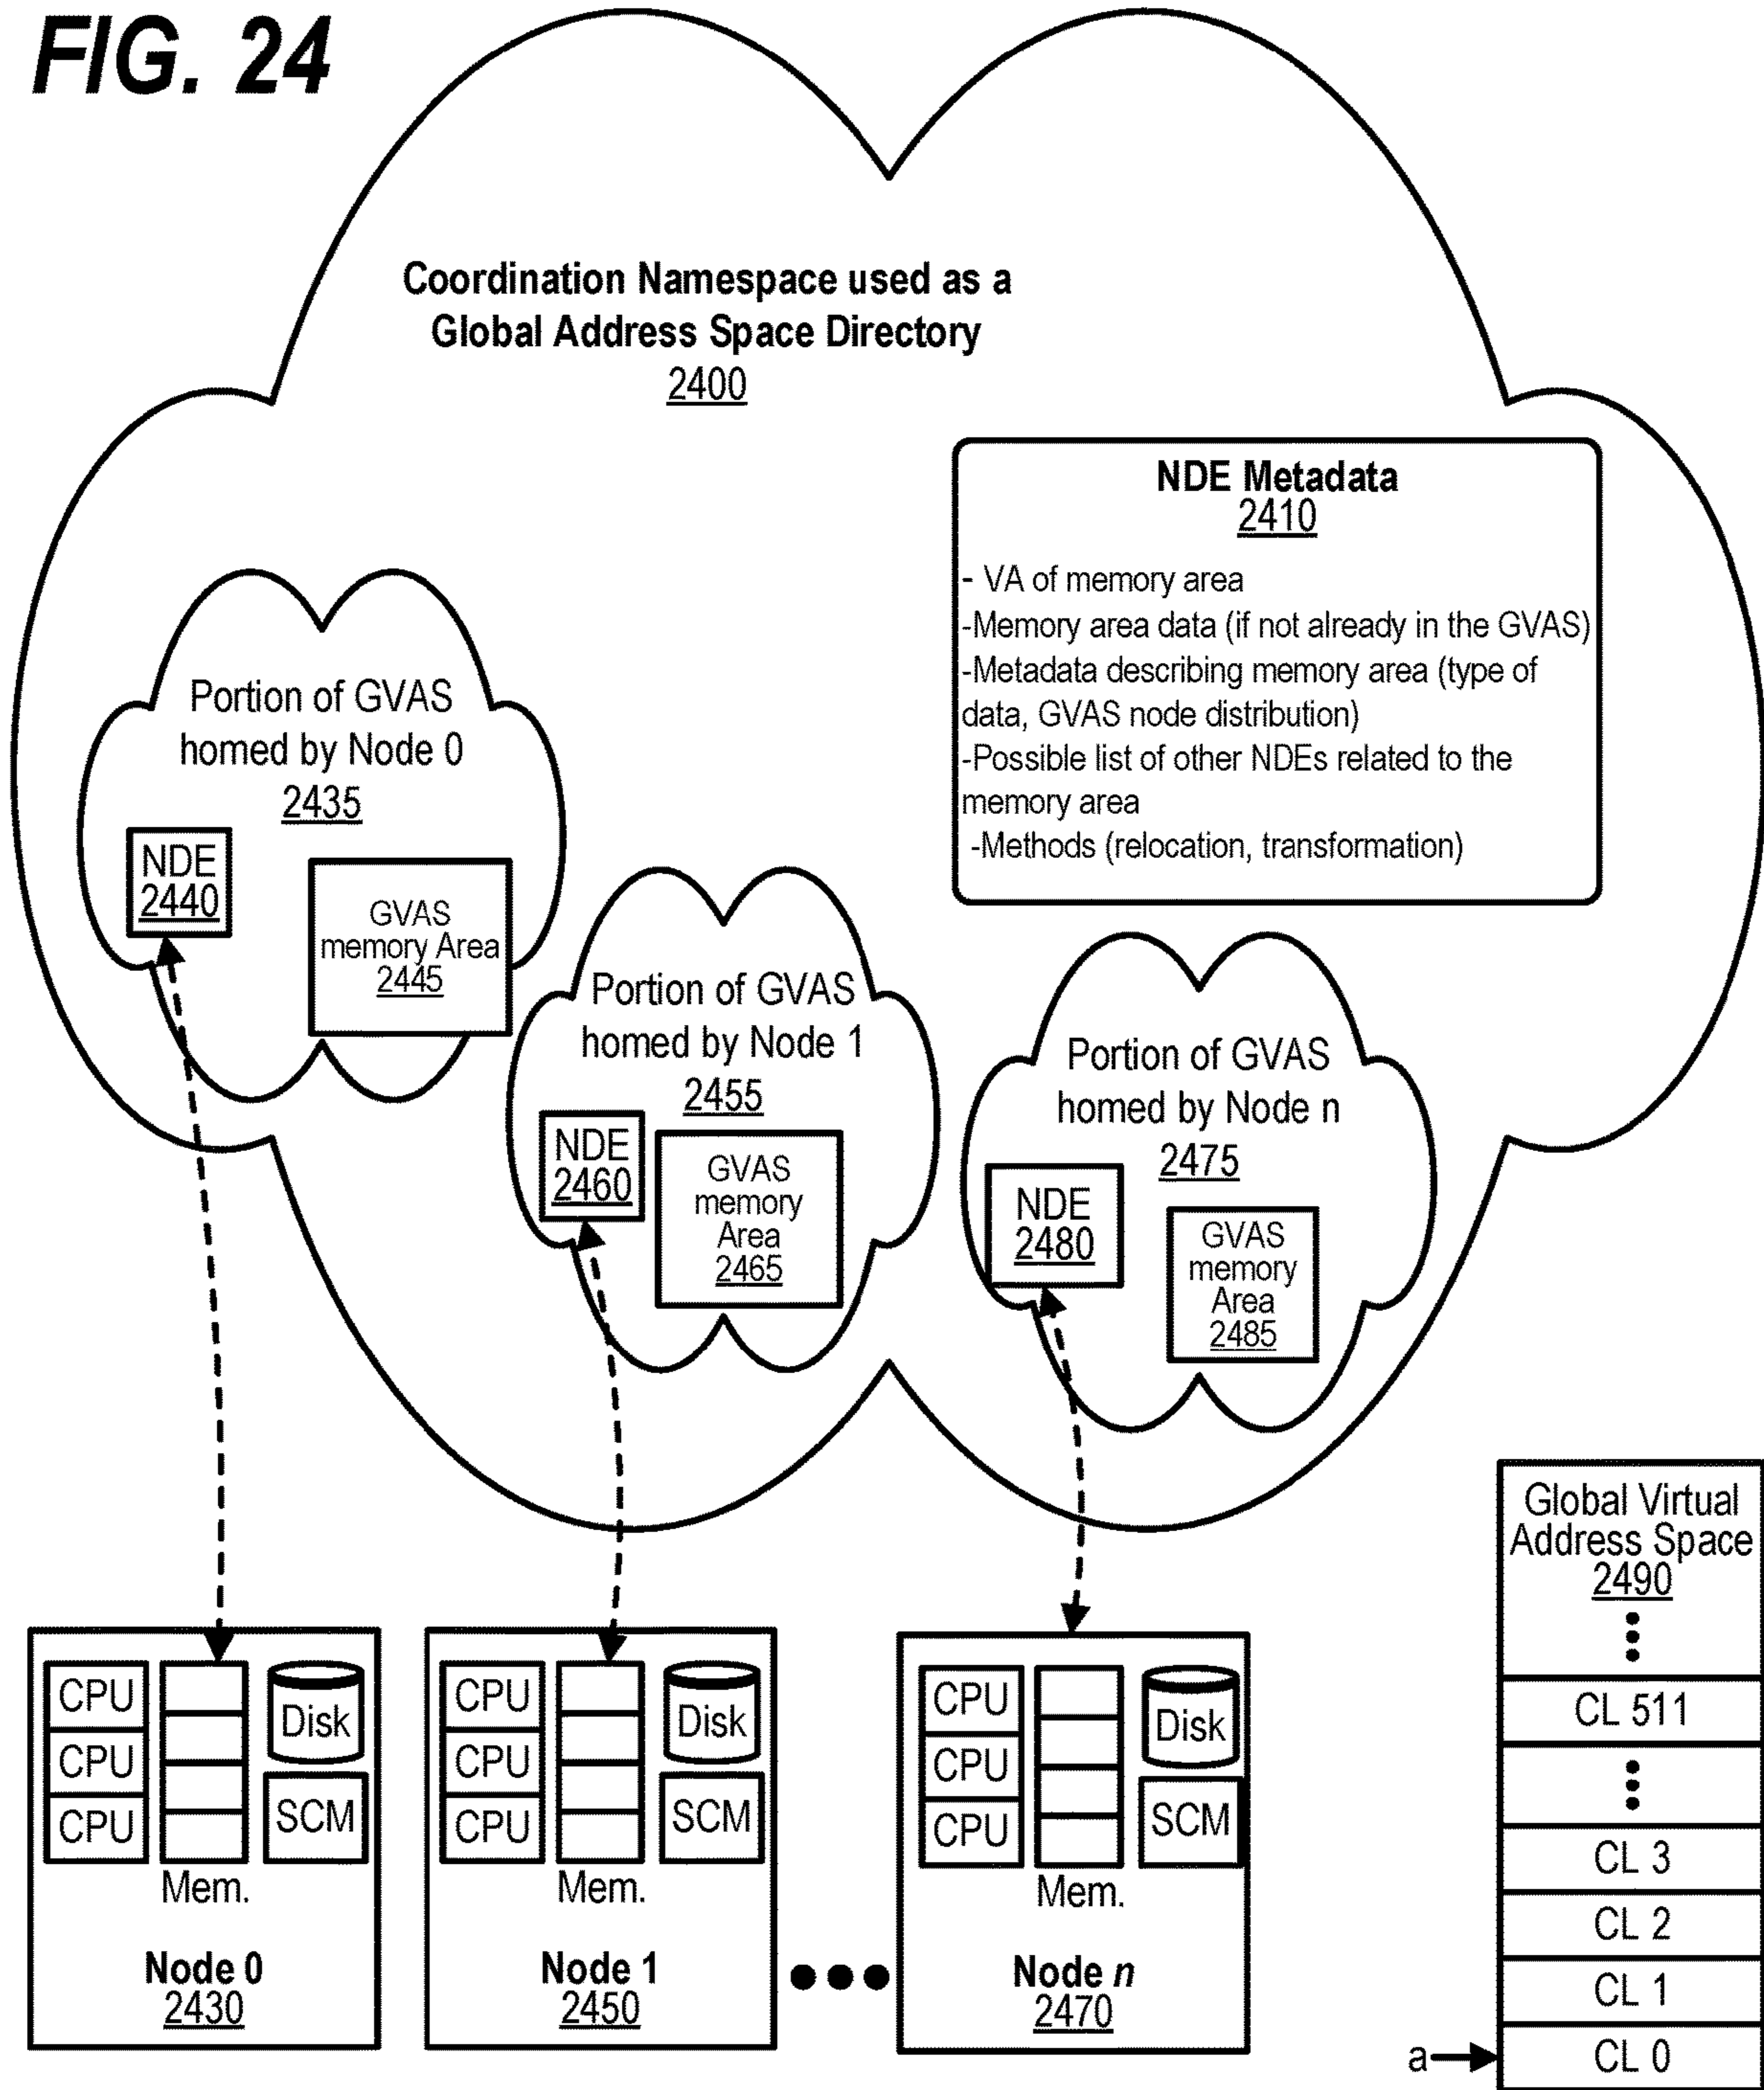 FIG. 24
Coordination Namespace used as a
Global Address Space Directory
2400
NDE Metadata
2410
- VA of memory area
-Memory area data (if not already in the GVAS)
-Metadata describing memory area (type of
data, GVAS node distribution)
-Possible list of other NDEs related to the
memory area
-Methods (relocation, transformation)
Portion of GVAS
homed by Node 0
2435
NDE
2440
GVAS
memory Area
2445
Portion of GVAS
homed by Node 1
2455
NDE
2460
GVAS
memory
Area
2465
Portion of GVAS
homed by Node n
2475
NDE
2480
GVAS
memory
Area
2485
CPU
CPU
CPU
Mem.
Disk
SCM
Node 0
2430
CPU
CPU
CPU
Mem.
Disk
SCM
Node 1
2450
CPU
CPU
CPU
Mem.
Disk
SCM
Node n
2470
Global Virtual
Address Space
2490
CL 511
CL 3
CL 2
CL 1
CL 0
a